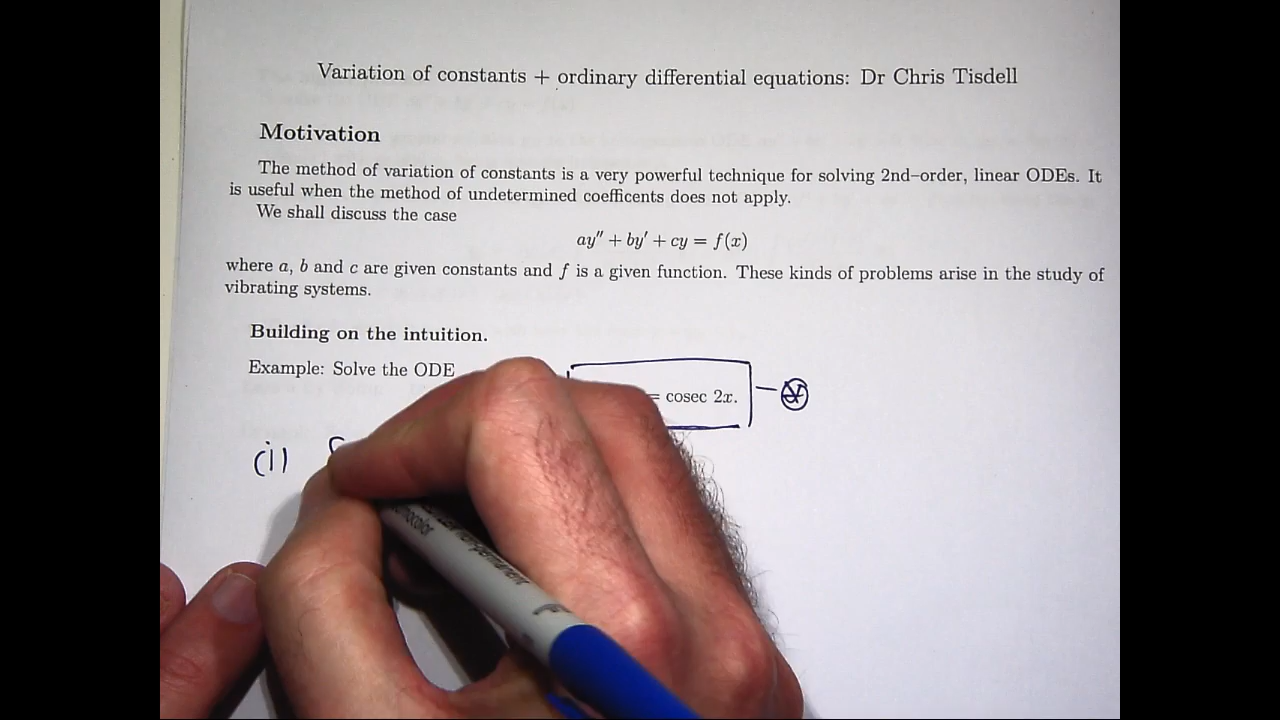 Variation of constants + ordinary differential equations: Dr Chris Tisdell
Motivation
The method of variation of constants is a very powerful technique for solving 2nd–order, linear ODEs. It
is useful when the method of undetermined coefficents does not apply.
We shall discuss the case
ay″ + by′ + cy = f(x)
where a, b and c are given constants and f is a given function. These kinds of problems arise in the study of
vibrating systems.
Building on the intuition.
Example: Solve the ODE
= cosec 2x.
(i)